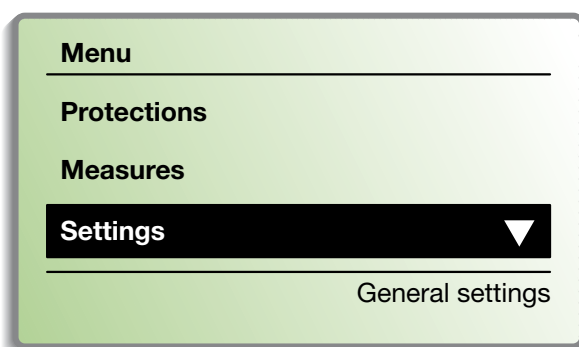 Menu
Protections
Measures
Settings
General settings